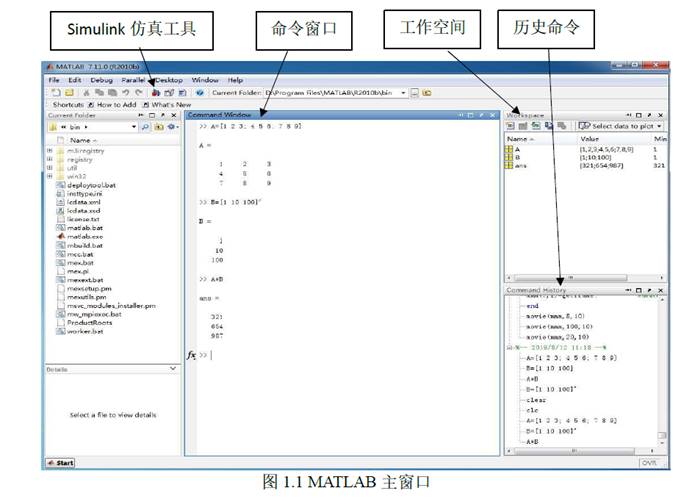 Simulink 仿真工具
命令窗口
工作空间
历史命令
MATLAB 7.11.0 (R2010b)
File Edit Debug Parallel Desktop Window Help
Current Folder: D:\Program Files\MATLAB\R2010b\bin
Shortcuts How to Add What's New
Current Folder
« bin
Name
m3iregistry
registry
util
win32
deploytool.bat
insttype.ini
lcdata.xml
lcdata.xsd
license.txt
matlab.bat
matlab.exe
mbuild.bat
mcc.bat
mex.bat
mex.pl
mexext.bat
mexsetup.pm
mexutils.pm
msvc_modules_installer.pm
mw_mpiexec.bat
ProductRoots
worker.bat
Details
Select a file to view details
Start
Command Window
>> A=[1 2 3; 4 5 6; 7 8 9]
A =
1 2 3
4 5 6
7 8 9
>> B=[1 10 100]'
B =
1
10
100
>> A*B
ans =
321
654
987
fx >>
Workspace
Select data to plot
Name Value
A [1,2,3;4,5,6;7,8,9] 1
B [1;10;100] 1
ans [321;654;987] 321
Command History
end
movie(mmm,5,10)
movie(mmm,100,10)
movie(mmm,20,10)
A=[1 2 3; 4 5 6; 7 8 9]
B=[1 10 100]
A*B
B=[1 10 100]'
clear
clc
A=[1 2 3; 4 5 6; 7 8 9]
B=[1 10 100]'
A*B
OVR
图 1.1 MATLAB 主窗口